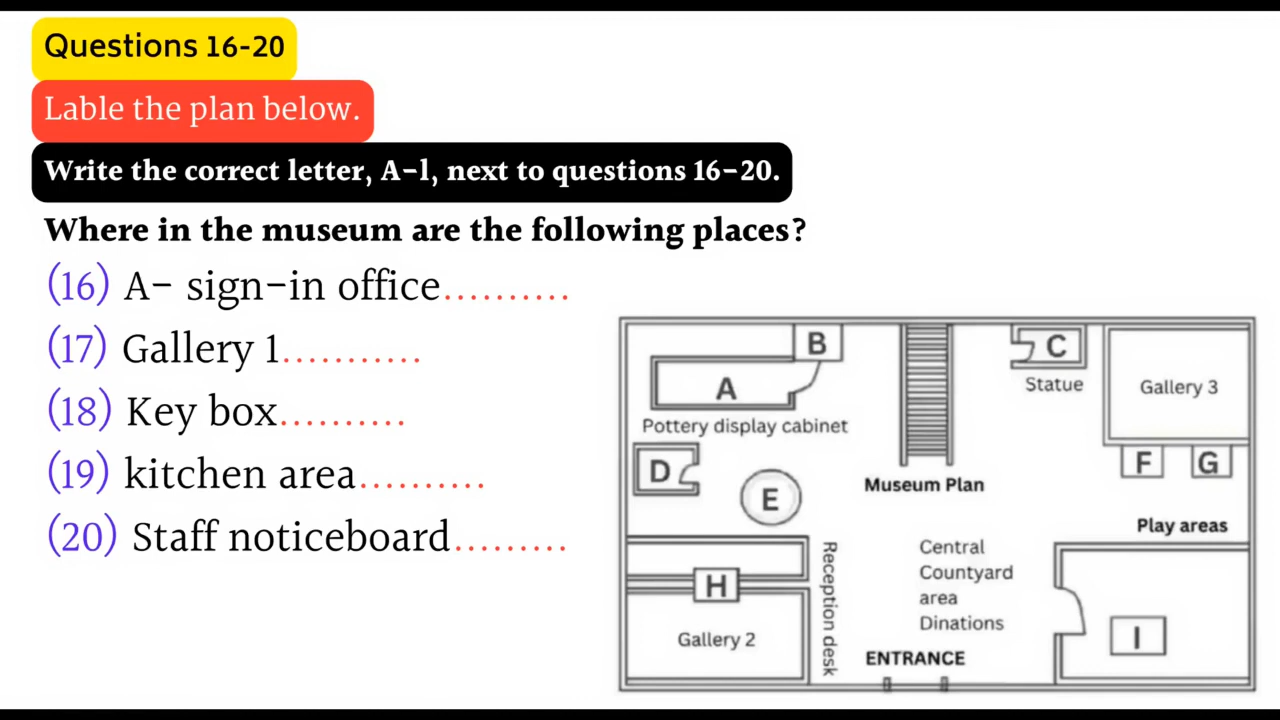 Questions 16-20
Lable the plan below.
Write the correct letter, A-l, next to questions 16-20.
Where in the museum are the following places?
(16) A- sign-in office..........
(17) Gallery 1...........
(18) Key box..........
(19) kitchen area..........
(20) Staff noticeboard.........
B
C
A
Statue
Gallery 3
Pottery display cabinet
D
F
G
E
Museum Plan
Play areas
Reception desk
Central
Countyard
area
Dinations
H
Gallery 2
I
ENTRANCE